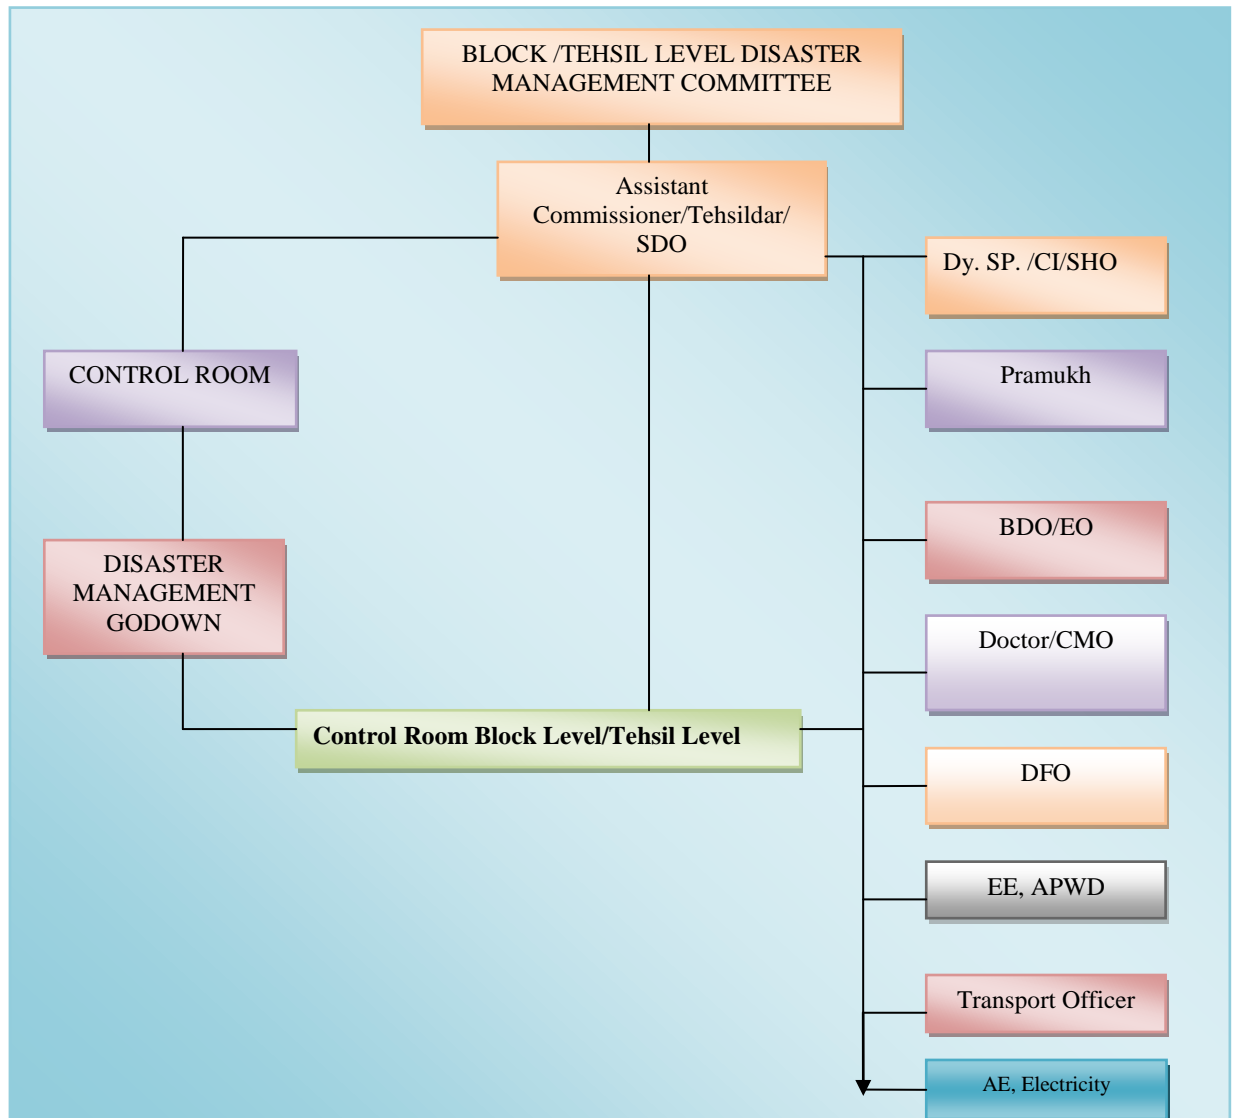 BLOCK /TEHSIL LEVEL DISASTER
MANAGEMENT COMMITTEE
Assistant
Commissioner/Tehsildar/
SDO
Dy. SP. /CI/SHO
CONTROL ROOM
Pramukh
BDO/EO
DISASTER
MANAGEMENT
GODOWN
Doctor/CMO
Control Room Block Level/Tehsil Level
DFO
EE, APWD
Transport Officer
AE, Electricity